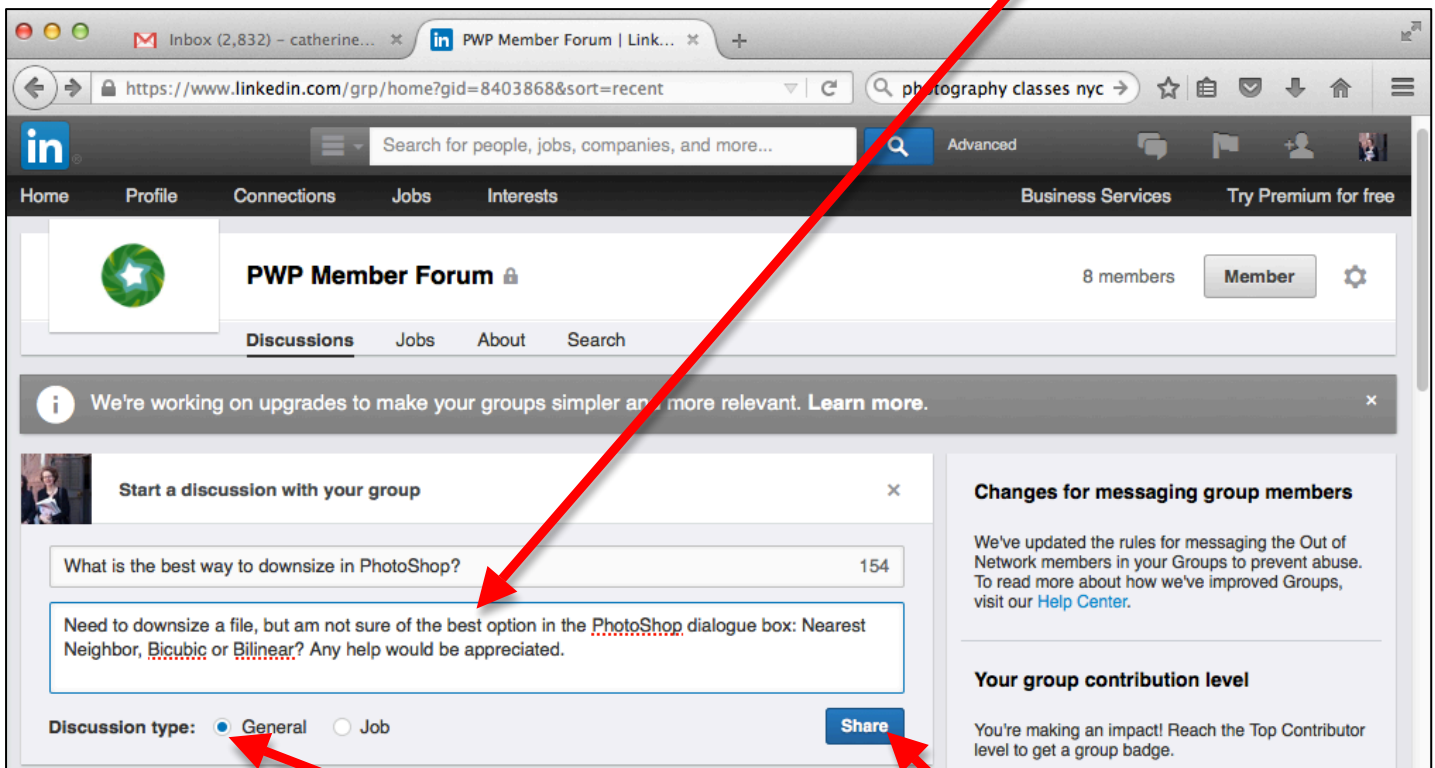 Inbox (2,832) – catherine...
in PWP Member Forum | Link...
https://www.linkedin.com/grp/home?gid=8403868&sort=recent
photography classes nyc
in
Search for people, jobs, companies, and more...
Advanced
Home Profile Connections Jobs Interests Business Services Try Premium for free
PWP Member Forum
8 members
Member
Discussions Jobs About Search
i We're working on upgrades to make your groups simpler and more relevant. Learn more.
Start a discussion with your group
What is the best way to downsize in PhotoShop? 154
Need to downsize a file, but am not sure of the best option in the PhotoShop dialogue box: Nearest
Neighbor, Bicubic or Bilinear? Any help would be appreciated.
Discussion type: General Job
Share
Changes for messaging group members
We've updated the rules for messaging the Out of
Network members in your Groups to prevent abuse.
To read more about how we've improved Groups,
visit our Help Center.
Your group contribution level
You're making an impact! Reach the Top Contributor
level to get a group badge.